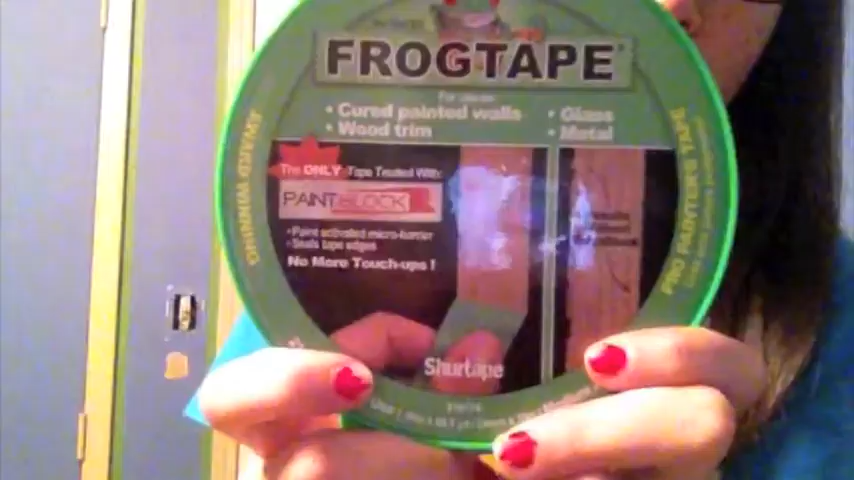 FROGTAPE®
For use on:
• Cured painted walls
• Wood trim
• Glass
• Metal
AWARD WINNING
PRO PAINTER'S TAPE
The ONLY Tape Treated With:
PAINTBLOCK
•Paint activated micro-barrier
•Seals tape edges
No More Touch-ups !
Shurtape